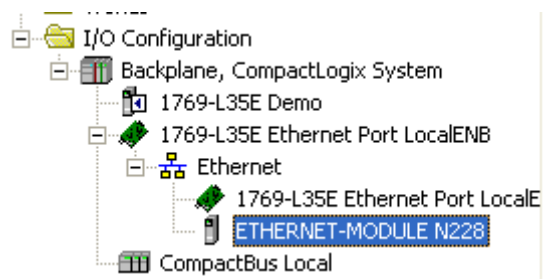 I/O Configuration
Backplane, CompactLogix System
1769-L35E Demo
1769-L35E Ethernet Port LocalENB
Ethernet
1769-L35E Ethernet Port LocalE
ETHERNET-MODULE N228
CompactBus Local